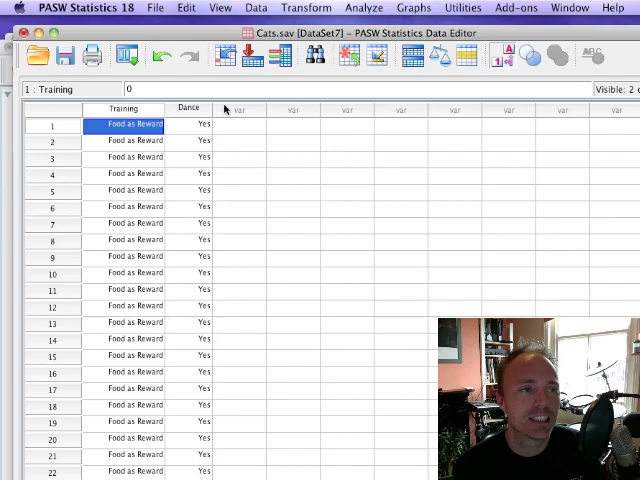 PASW Statistics 18 File Edit View Data Transform Analyze Graphs Utilities Add-ons Window Help
Cats.sav [DataSet7] – PASW Statistics Data Editor
1 : Training 0 Visible: 2 o
Training Dance var var var var var var var var
1 Food as Reward Yes
2 Food as Reward Yes
3 Food as Reward Yes
4 Food as Reward Yes
5 Food as Reward Yes
6 Food as Reward Yes
7 Food as Reward Yes
8 Food as Reward Yes
9 Food as Reward Yes
10 Food as Reward Yes
11 Food as Reward Yes
12 Food as Reward Yes
13 Food as Reward Yes
14 Food as Reward Yes
15 Food as Reward Yes
16 Food as Reward Yes
17 Food as Reward Yes
18 Food as Reward Yes
19 Food as Reward Yes
20 Food as Reward Yes
21 Food as Reward Yes
22 Food as Reward Yes